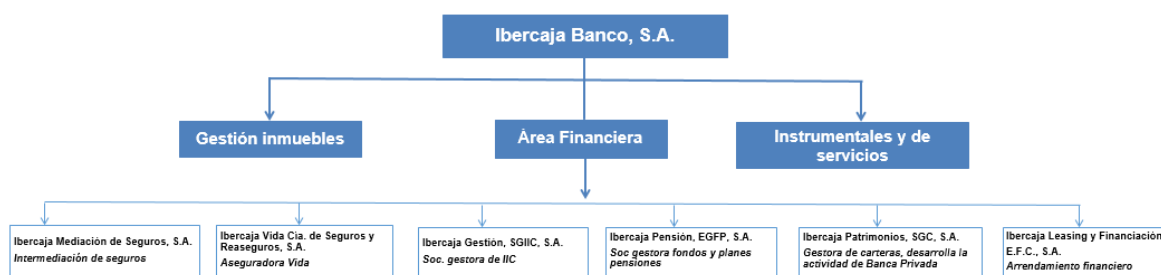 Ibercaja Banco, S.A.
Gestión inmuebles
Área Financiera
Instrumentales y de
servicios
Ibercaja Mediación de Seguros, S.A.
Intermediación de seguros
Ibercaja Vida Cia. de Seguros y
Reaseguros, S.A.
Aseguradora Vida
Ibercaja Gestión, SGIIC, S.A.
Soc. gestora de IIC
Ibercaja Pensión, EGFP, S.A.
Soc gestora fondos y planes
pensiones
Ibercaja Patrimonios, SGC, S.A.
Gestora de carteras, desarrolla la
actividad de Banca Privada
Ibercaja Leasing y Financiación
E.F.C., S.A.
Arrendamiento financiero